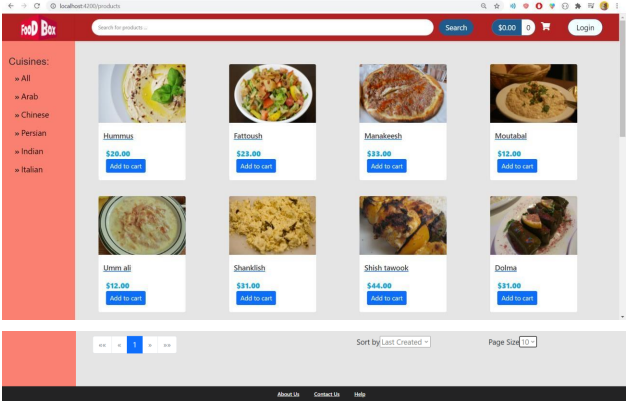 localhost:4200/products
FooD Box
Search for products ...
Search
$0.00 0
Login
Cuisines:
» All
» Arab
» Chinese
» Persian
» Indian
» Italian
Hummus
$20.00
Add to cart
Fattoush
$23.00
Add to cart
Manakeesh
$33.00
Add to cart
Moutabal
$12.00
Add to cart
Umm ali
$12.00
Add to cart
Shanklish
$31.00
Add to cart
Shish tawook
$44.00
Add to cart
Dolma
$31.00
Add to cart
«« « 1 » »»
Sort by Last Created
Page Size 10
About Us Contact Us Help